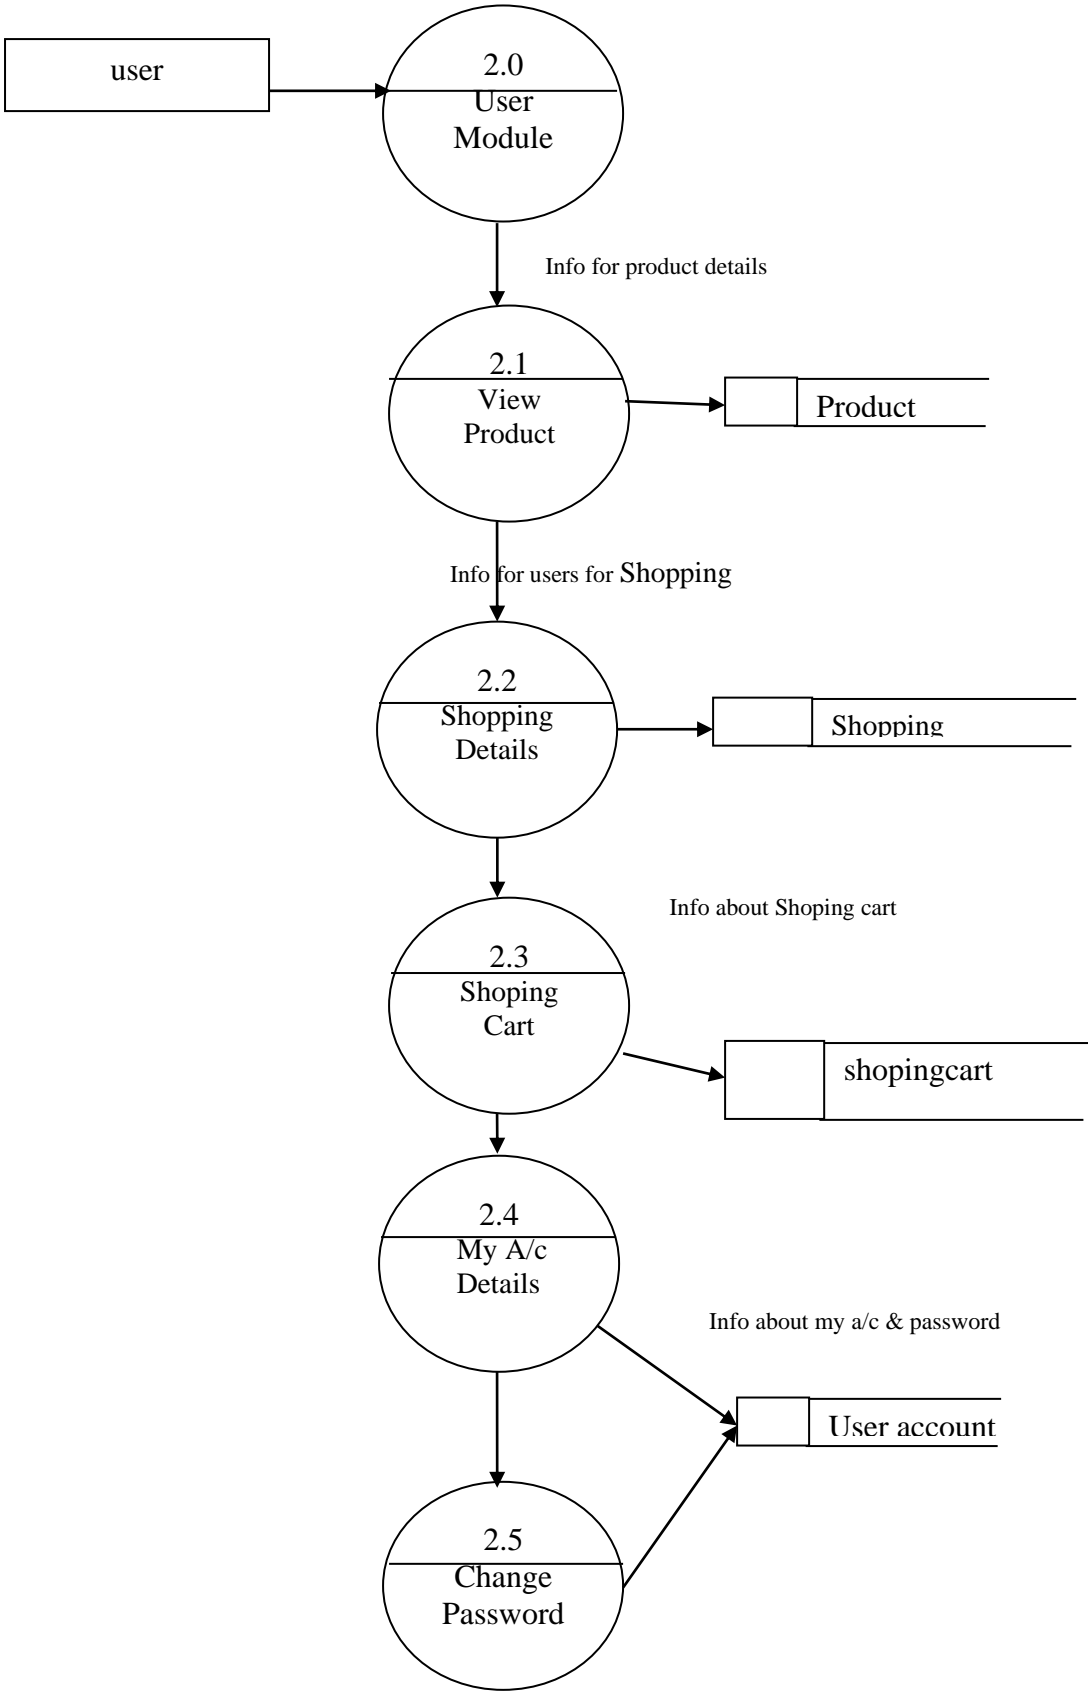 user
2.0
User
Module
Info for product details
2.1
View
Product
Product
Info for users for Shopping
2.2
Shopping
Details
Shopping
Info about Shoping cart
2.3
Shoping
Cart
shopingcart
2.4
My A/c
Details
Info about my a/c & password
User account
2.5
Change
Password